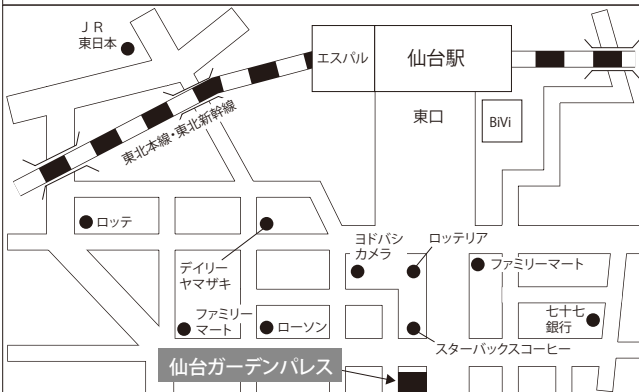 ＪＲ
東日本
エスパル
仙台駅
東北本線・東北新幹線
東口
BiVi
ロッテ
デイリー
ヤマザキ
ヨドバシ
カメラ
ロッテリア
ファミリーマート
ファミリー
マート
ローソン
七十七
銀行
スターバックスコーヒー
仙台ガーデンパレス